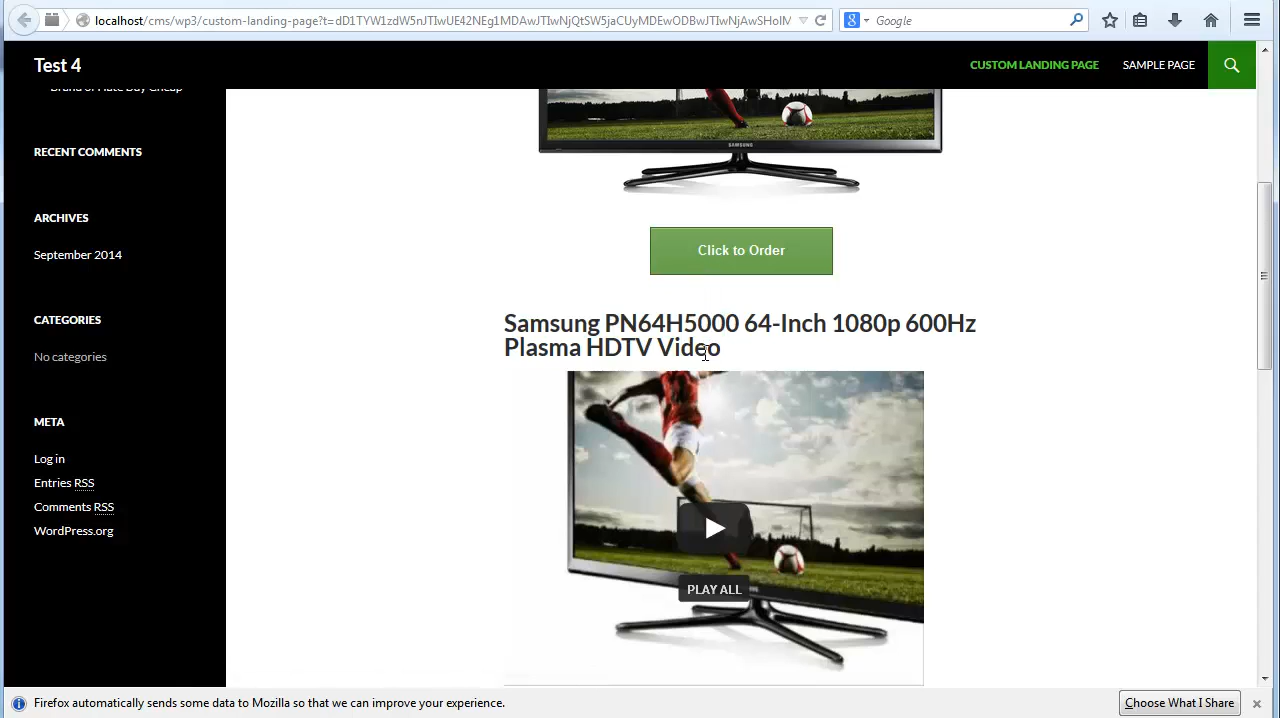 localhost/cms/wp3/custom-landing-page?t=
Google
Test 4
CUSTOM LANDING PAGE
SAMPLE PAGE
RECENT COMMENTS
ARCHIVES
September 2014
CATEGORIES
No categories
META
Log in
Entries RSS
Comments RSS
WordPress.org
SAMSUNG
Click to Order
Samsung PN64H5000 64-Inch 1080p 600Hz
Plasma HDTV Video
PLAY ALL
Firefox automatically sends some data to Mozilla so that we can improve your experience.
Choose What I Share